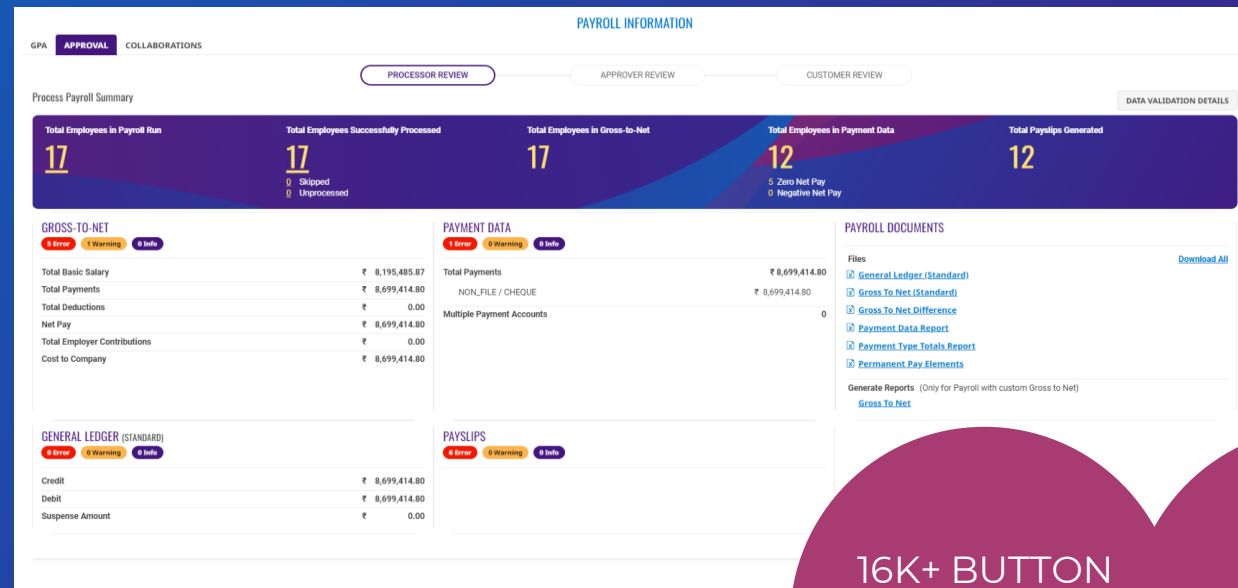 PAYROLL INFORMATION
GPA APPROVAL COLLABORATIONS
PROCESSOR REVIEW APPROVER REVIEW CUSTOMER REVIEW
Process Payroll Summary
DATA VALIDATION DETAILS
Total Employees in Payroll Run
17
Total Employees Successfully Processed
17
0 Skipped
0 Unprocessed
Total Employees in Gross-to-Net
17
Total Employees in Payment Data
12
5 Zero Net Pay
0 Negative Net Pay
Total Payslips Generated
12
GROSS-TO-NET
5 Error 1 Warning 0 Info
Total Basic Salary ₹ 8,195,485.87
Total Payments ₹ 8,699,414.80
Total Deductions ₹ 0.00
Net Pay ₹ 8,699,414.80
Total Employer Contributions ₹ 0.00
Cost to Company ₹ 8,699,414.80
PAYMENT DATA
1 Error 0 Warning 0 Info
Total Payments ₹ 8,699,414.80
NON_FILE / CHEQUE ₹ 8,699,414.80
Multiple Payment Accounts 0
PAYROLL DOCUMENTS
Files Download All
General Ledger (Standard)
Gross To Net (Standard)
Gross To Net Difference
Payment Data Report
Payment Type Totals Report
Permanent Pay Elements
Generate Reports (Only for Payroll with custom Gross to Net)
Gross To Net
GENERAL LEDGER (STANDARD)
0 Error 0 Warning 0 Info
Credit ₹ 8,699,414.80
Debit ₹ 8,699,414.80
Suspense Amount ₹ 0.00
PAYSLIPS
6 Error 0 Warning 0 Info
16K+ BUTTON